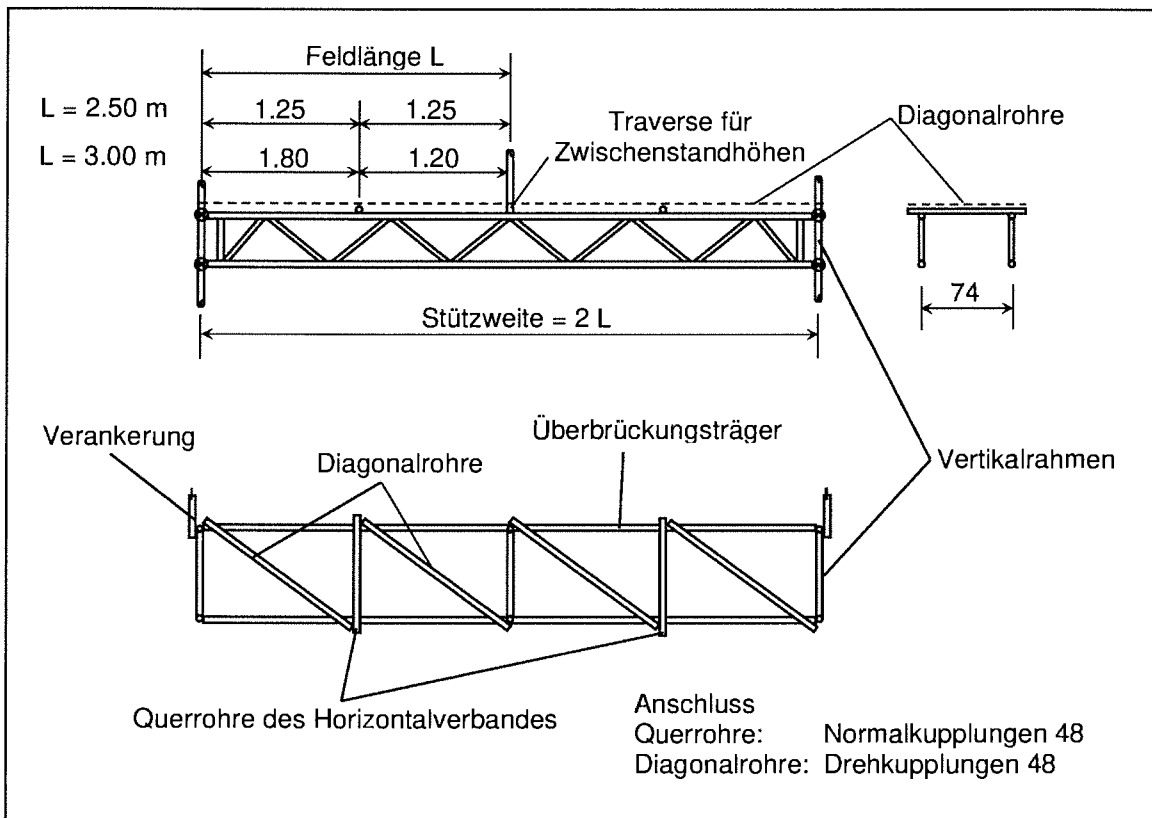 Feldlänge L
L = 2.50 m
1.25
1.25
L = 3.00 m
1.80
1.20
Traverse für
Zwischenstandhöhen
Diagonalrohre
74
Stützweite = 2 L
Verankerung
Diagonalrohre
Überbrückungsträger
Vertikalrahmen
Querrohre des Horizontalverbandes
Anschluss
Querrohre: Normalkupplungen 48
Diagonalrohre: Drehkupplungen 48